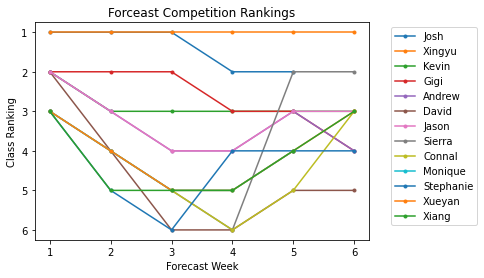 Forceast Competition Rankings
Class Ranking
1
2
3
4
5
6
1 2 3 4 5 6
Forecast Week
Josh
Xingyu
Kevin
Gigi
Andrew
David
Jason
Sierra
Connal
Monique
Stephanie
Xueyan
Xiang